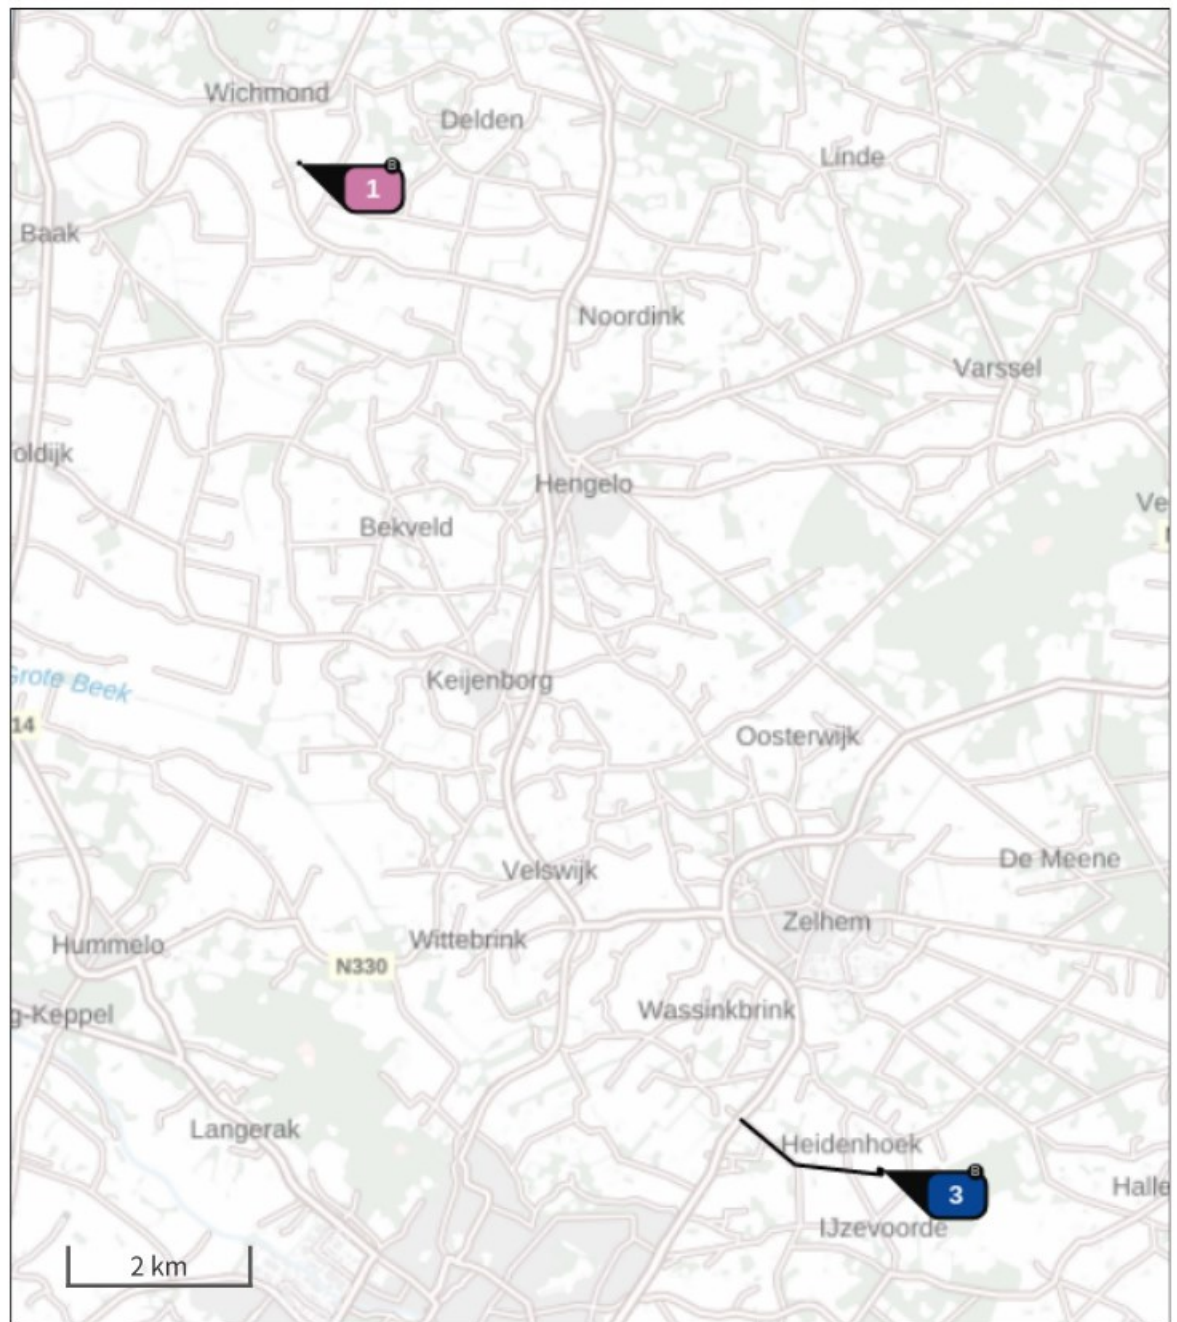 Wichmond
Delden
Linde
B
1
Baak
Noordink
Varssel
oldijk
Hengelo
Ve
Bekveld
Keijenborg
Grote Beek
14
Oosterwijk
De Meene
Velswijk
Zelhem
Wittebrink
Hummelo
N330
g-Keppel
Wassinkbrink
Langerak
Heidenhoek
B
3
Halle
IJzevoorde
2 km